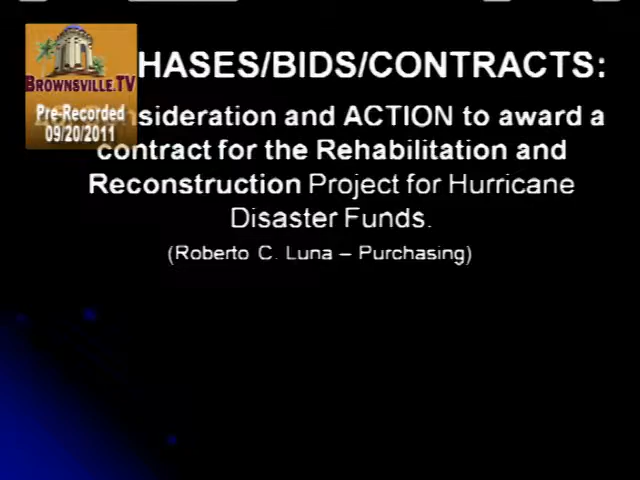 BROWNSVILLE.TV
Pre-Recorded
09/20/2011
HASES/BIDS/CONTRACTS:
nsideration and ACTION to award a
contract for the Rehabilitation and
Reconstruction Project for Hurricane
Disaster Funds.
(Roberto C. Luna – Purchasing)